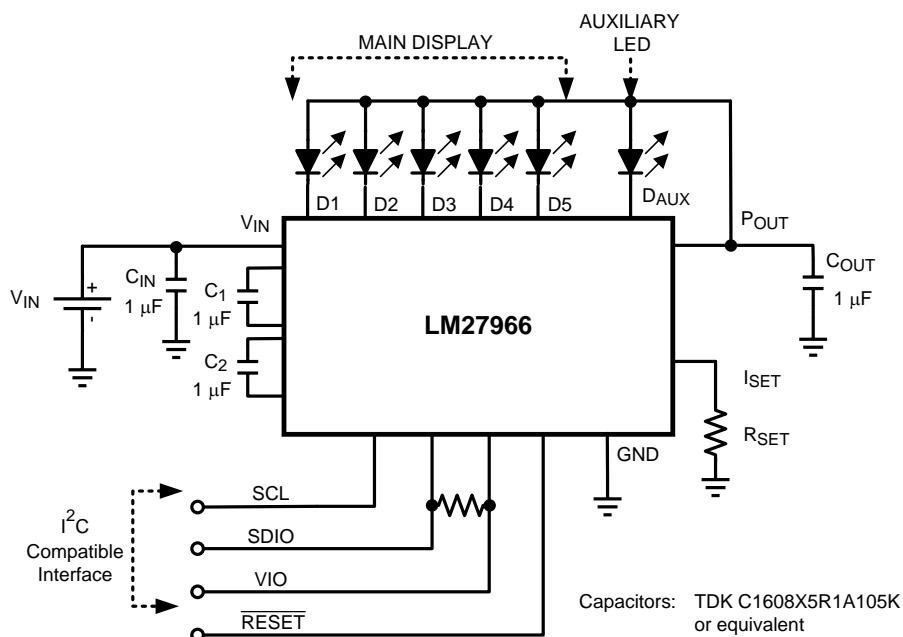 MAIN DISPLAY
AUXILIARY
LED
D1
D2
D3
D4
D5
DAUX
VIN
POUT
VIN
+
-
CIN
1 μF
C1
1 μF
C2
1 μF
LM27966
COUT
1 μF
ISET
RSET
GND
I2C
Compatible
Interface
SCL
SDIO
VIO
RESET
Capacitors: TDK C1608X5R1A105K
or equivalent